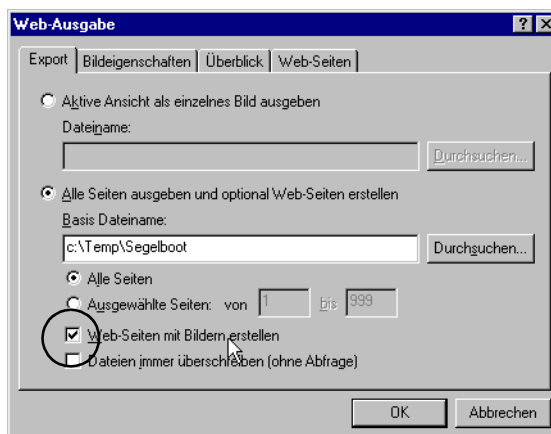 Web-Ausgabe
Export Bildeigenschaften Überblick Web-Seiten
Aktive Ansicht als einzelnes Bild ausgeben
Dateiname:
Durchsuchen...
Alle Seiten ausgeben und optional Web-Seiten erstellen
Basis Dateiname:
c:\Temp\Segelboot Durchsuchen...
Alle Seiten
Ausgewählte Seiten: von 1 bis 999
Web-Seiten mit Bildern erstellen
Dateien immer überschreiben (ohne Abfrage)
OK Abbrechen